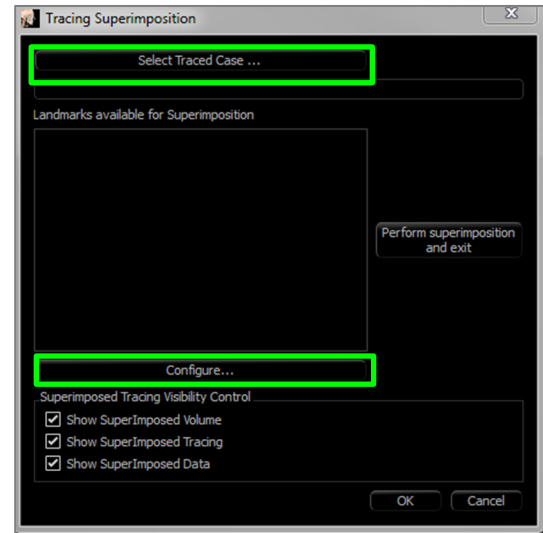 Tracing Superimposition
Select Traced Case ...
Landmarks available for Superimposition
Perform superimposition
and exit
Configure...
Superimposed Tracing Visibility Control
Show SuperImposed Volume
Show SuperImposed Tracing
Show SuperImposed Data
OK
Cancel